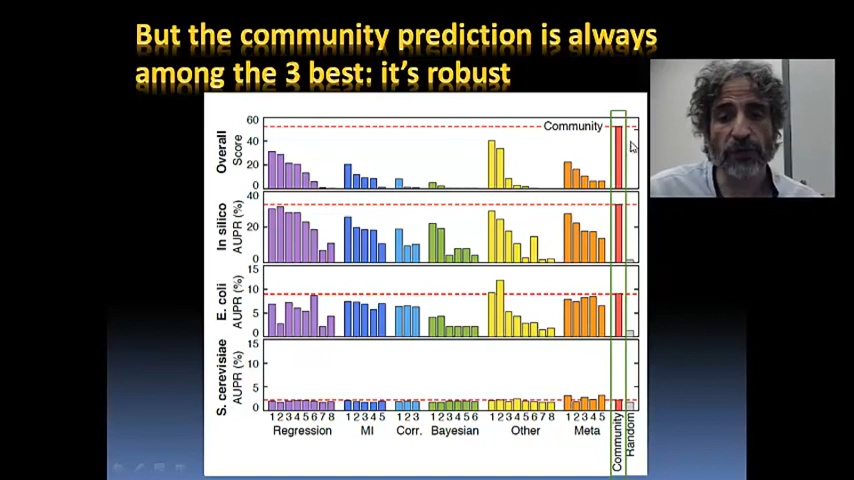 But the community prediction is always
among the 3 best: it's robust
60
40
20
0
Overall
Score
Community
40
20
0
In silico
AUPR (%)
15
10
5
0
E. coli
AUPR (%)
15
10
5
0
S. cerevisiae
AUPR (%)
1 2 3 4 5 6 7 8 1 2 3 4 5 1 2 3 1 2 3 4 5 6 1 2 3 4 5 6 7 8 1 2 3 4 5
Regression MI Corr. Bayesian Other Meta
Community
Random